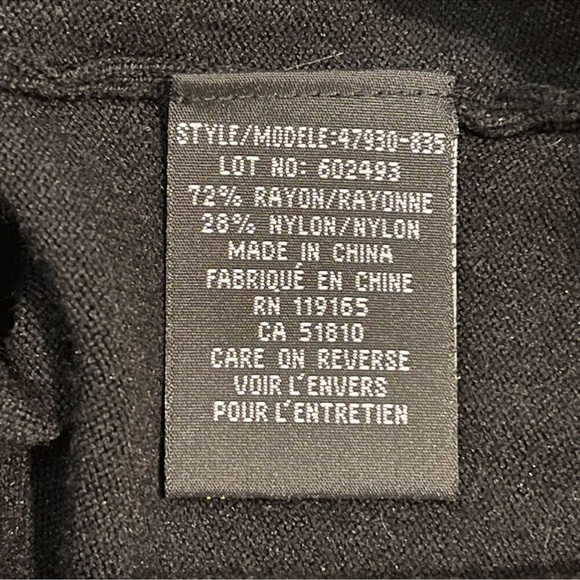 STYLE/MODELE:47930-835
LOT NO: 602493
72% RAYON/RAYONNE
28% NYLON/NYLON
MADE IN CHINA
FABRIQUÉ EN CHINE
RN 119165
CA 51810
CARE ON REVERSE
VOIR L'ENVERS
POUR L'ENTRETIEN